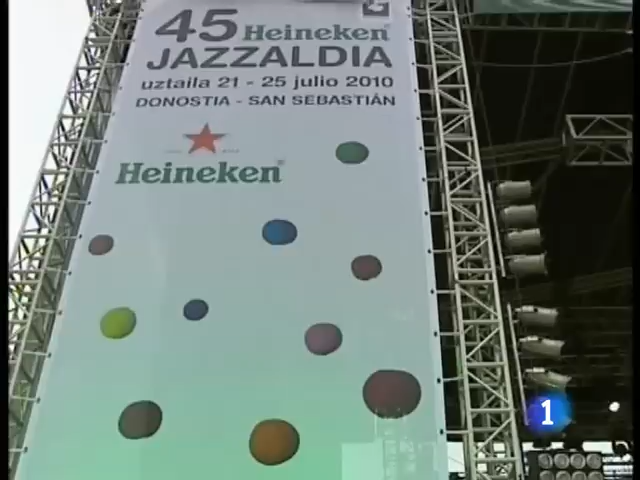 45 Heineken
JAZZALDIA
uztaila 21 - 25 julio 2010
DONOSTIA - SAN SEBASTIÁN
Heineken
1